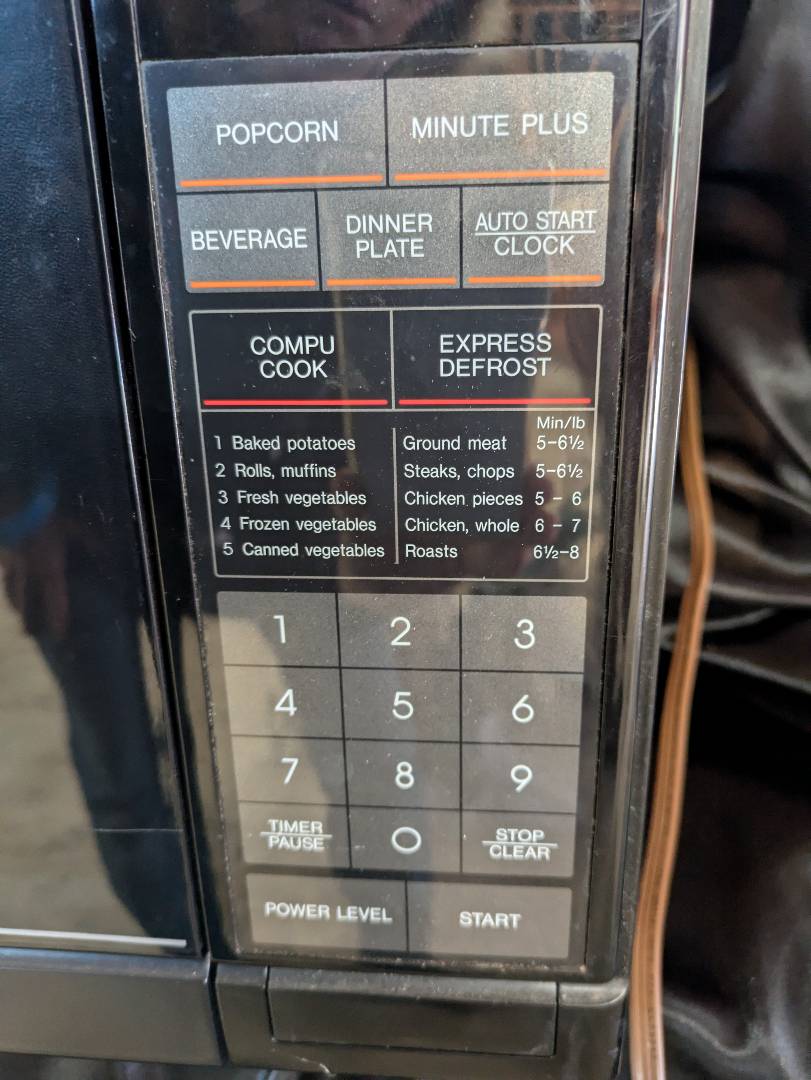 POPCORN MINUTE PLUS
BEVERAGE
DINNER
PLATE
AUTO START
CLOCK
COMPU
COOK
EXPRESS
DEFROST
Min/lb
1 Baked potatoes Ground meat 5-6½
2 Rolls, muffins Steaks, chops 5-6½
3 Fresh vegetables Chicken, pieces 5 - 6
4 Frozen vegetables Chicken, whole 6 - 7
5 Canned vegetables Roasts 6½-8
1 2 3
4 5 6
7 8 9
TIMER
PAUSE
0
STOP
CLEAR
POWER LEVEL START